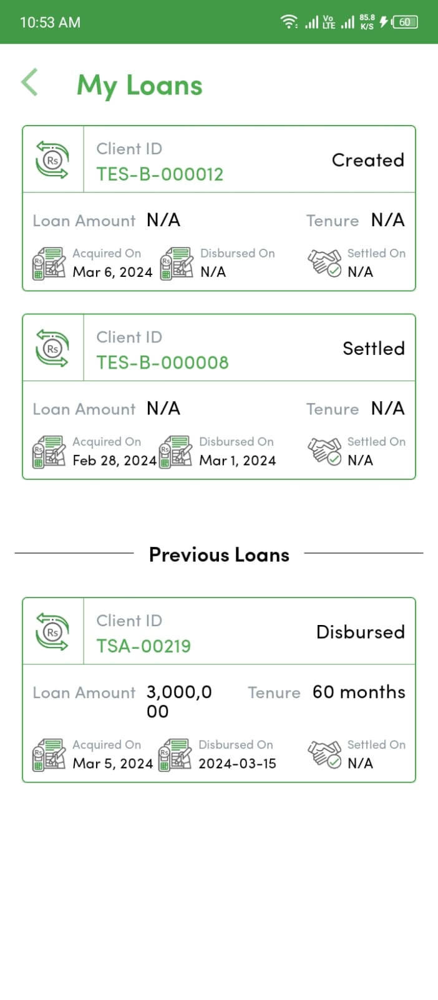 10:53 AM Vo LTE 85.8 K/S 60
My Loans
Rs Client ID
TES-B-000012 Created
Loan Amount N/A Tenure N/A
Rs Acquired On Rs Disbursed On Settled On
Mar 6, 2024 N/A N/A
Rs Client ID
TES-B-000008 Settled
Loan Amount N/A Tenure N/A
Rs Acquired On Rs Disbursed On Settled On
Feb 28, 2024 Mar 1, 2024 N/A
Previous Loans
Rs Client ID
TSA-00219 Disbursed
Loan Amount 3,000,0 Tenure 60 months
00
Rs Acquired On Rs Disbursed On Settled On
Mar 5, 2024 2024-03-15 N/A